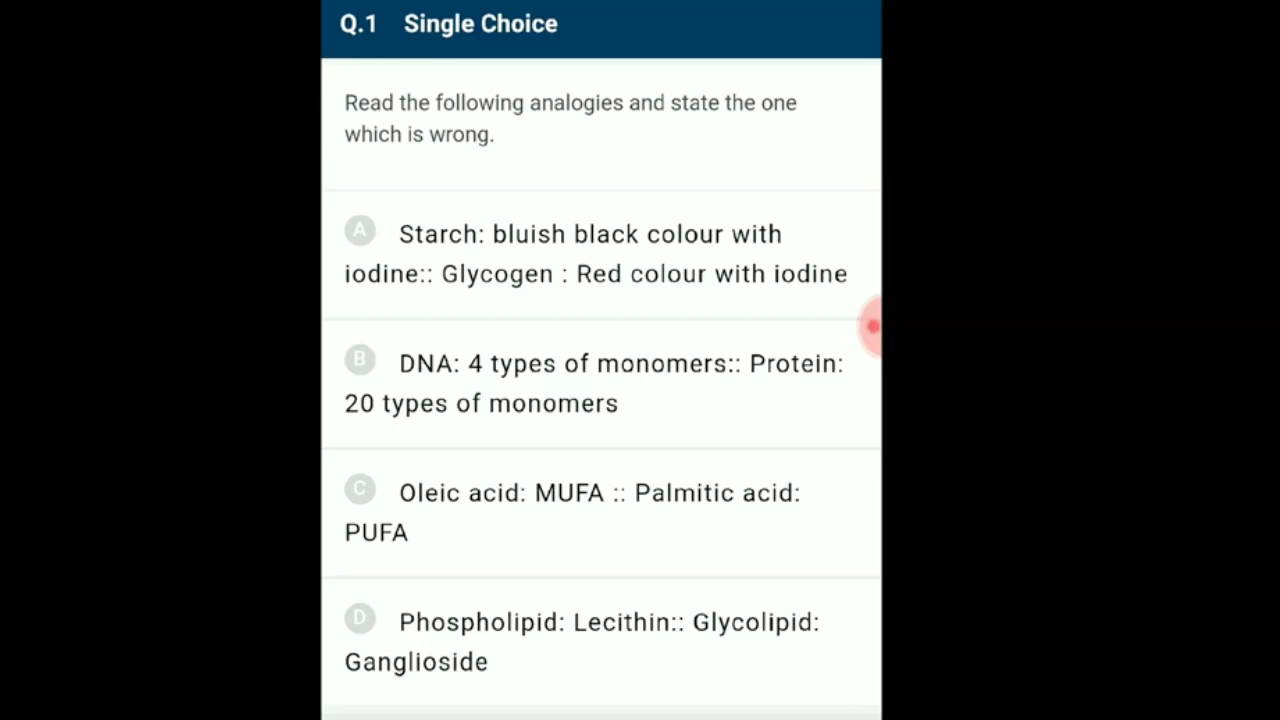 Q.1 Single Choice
Read the following analogies and state the one
which is wrong.
A Starch: bluish black colour with
iodine:: Glycogen : Red colour with iodine
B DNA: 4 types of monomers:: Protein:
20 types of monomers
C Oleic acid: MUFA :: Palmitic acid:
PUFA
D Phospholipid: Lecithin:: Glycolipid:
Ganglioside